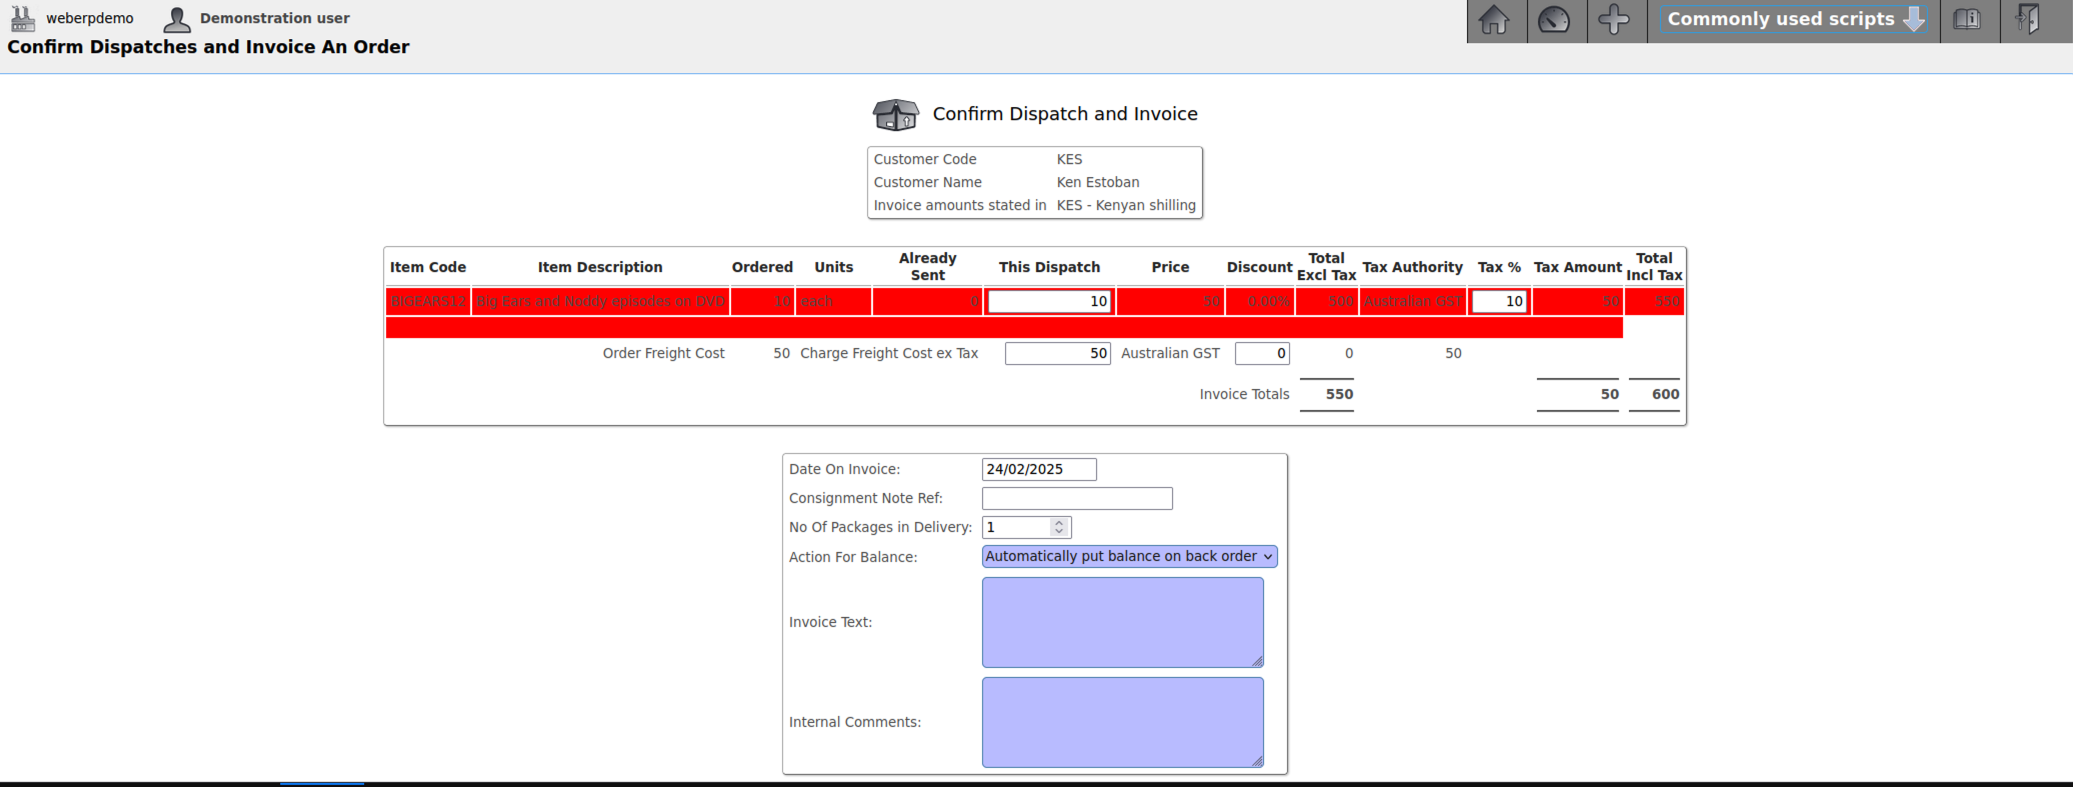 weberpdemo Demonstration user Commonly used scripts
Confirm Dispatches and Invoice An Order
Confirm Dispatch and Invoice
Customer Code KES
Customer Name Ken Estoban
Invoice amounts stated in KES - Kenyan shilling
Item Code Item Description Ordered Units Already Sent This Dispatch Price Discount Total Excl Tax Tax Authority Tax % Tax Amount Total Incl Tax
BIGEARS12 Big Ears and Noddy episodes on DVD 10 each 0 10 50 0.00% 500 Australian GST 10 50 550
Order Freight Cost 50 Charge Freight Cost ex Tax 50 Australian GST 0 0 50
Invoice Totals 550 50 600
Date On Invoice: 24/02/2025
Consignment Note Ref:
No Of Packages in Delivery: 1
Action For Balance: Automatically put balance on back order
Invoice Text:
Internal Comments: